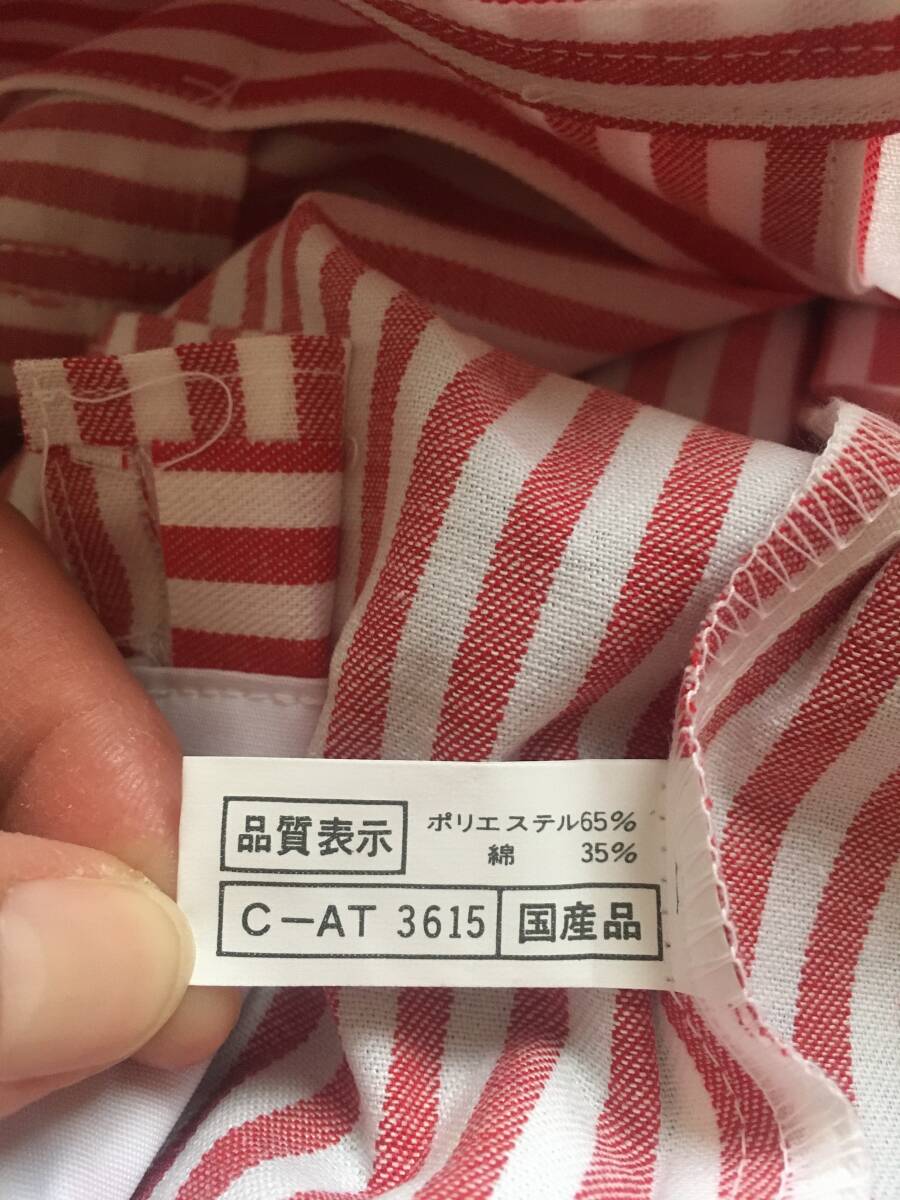 品質表示
ポリエステル65%
綿 35%
C-AT 3615
国産品